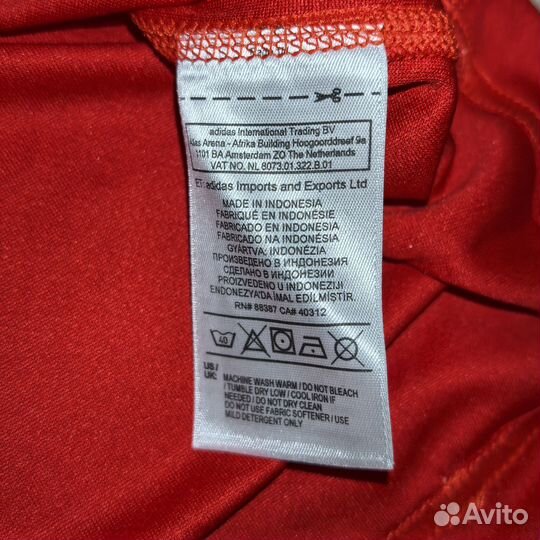 adidas International Trading BV
Atlas Arena - Afrika Building Hoogoorddreef 9a
1101 BA Amsterdam ZO The Netherlands
VAT NO. NL 8073.01.322.B.01
adidas Imports and Exports Ltd
MADE IN INDONESIA
FABRIQUÉ EN INDONÉSIE
FABRICADO EN INDONESIA
FABRICADO NA INDONÉSIA
GYÁRTVA: INDONÉZIA
ПРОИЗВЕДЕНО В ИНДОНЕЗИЯ
СДЕЛАНО В ИНДОНЕЗИИ
PROIZVEDENO U INDONEZIJI
ENDONEZYA'DA İMAL EDİLMİŞTİR.
RN# 88387 CA# 40312
40
US /
UK:
MACHINE WASH WARM / DO NOT BLEACH
/ TUMBLE DRY LOW / COOL IRON IF
NEEDED / DO NOT DRY CLEAN
DO NOT USE FABRIC SOFTENER / USE
MILD DETERGENT ONLY
Avito